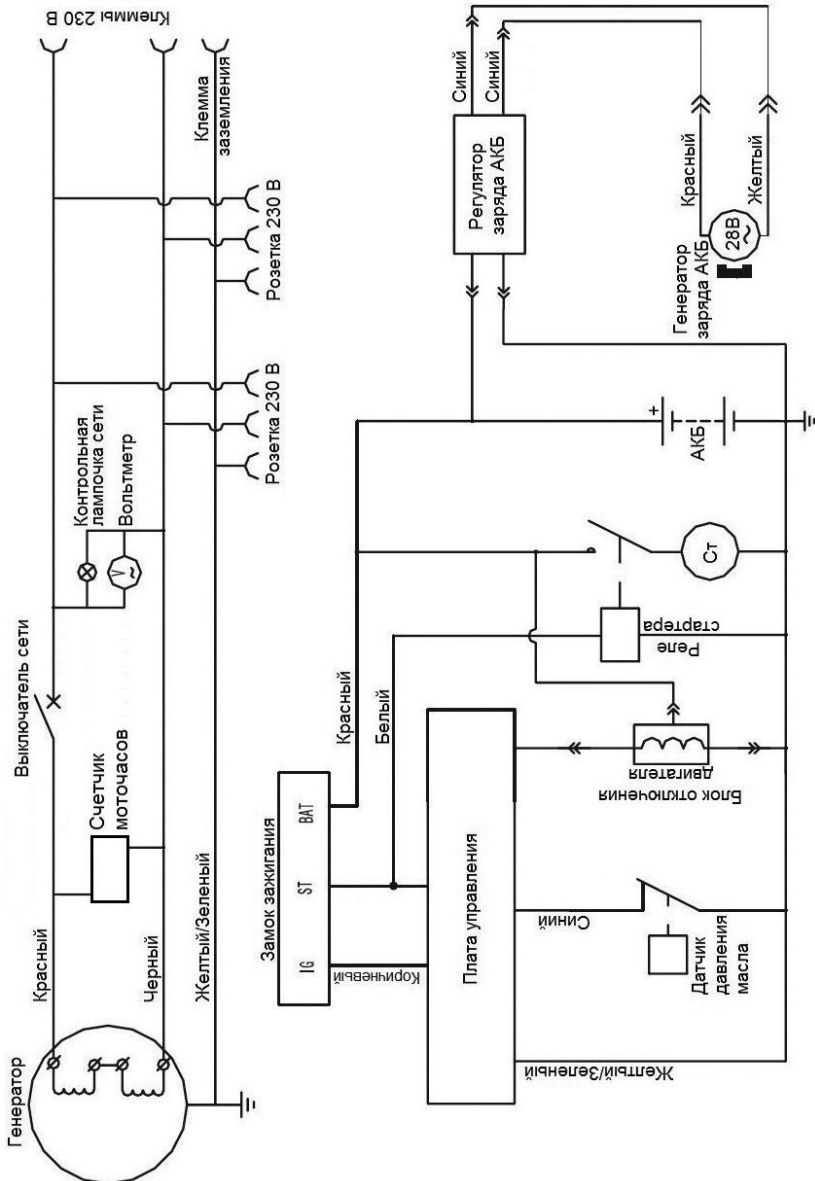 Генератор
Красный
Черный
Желтый/Зеленый
Счетчик
моточасов
Выключатель сети
Контрольная
лампочка сети
Вольтметр
V
Розетка 230 В
Розетка 230 В
Клемма
заземления
Клеммы 230 В
Замок зажигания
IG
ST
BAT
Коричневый
Красный
Белый
Плата управления
Желтый/Зеленый
Синий
Датчик
давления
масла
Блок отключения
двигателя
Реле
стартера
Ст
АКБ
+
Регулятор
заряда АКБ
Синий
Синий
Красный
Желтый
Генератор
заряда АКБ
28В